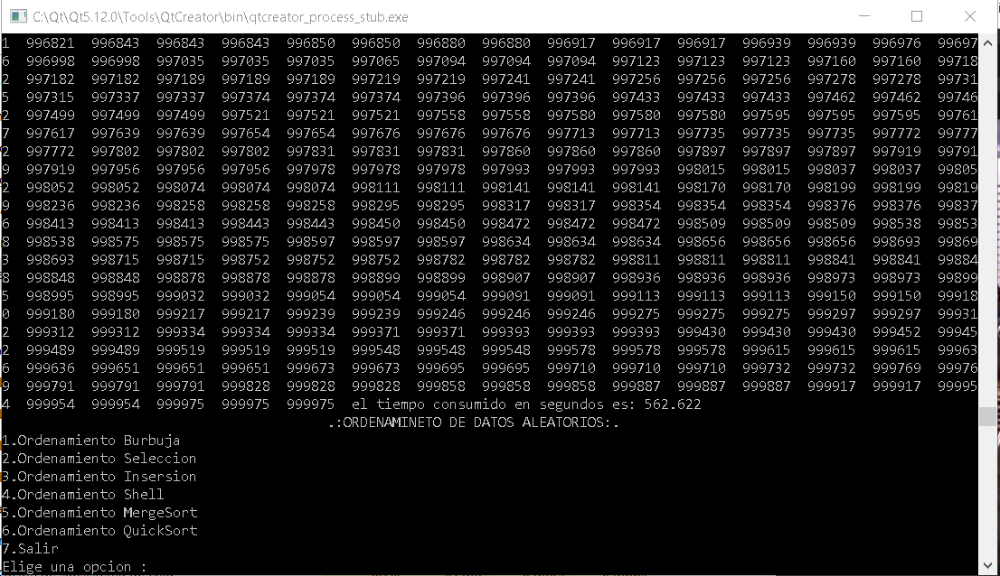 C:\Qt\Qt5.12.0\Tools\QtCreator\bin\qtcreator_process_stub.exe
1 996821 996843 996843 996843 996850 996850 996880 996880 996917 996917 996917 996939 996939 996976 99697
6 996998 996998 997035 997035 997035 997065 997094 997094 997094 997123 997123 997123 997160 997160 99718
2 997182 997182 997189 997189 997189 997219 997219 997241 997241 997256 997256 997256 997278 997278 99731
5 997315 997337 997337 997374 997374 997374 997396 997396 997396 997433 997433 997433 997462 997462 99746
2 997499 997499 997499 997521 997521 997521 997558 997558 997580 997580 997580 997595 997595 997595 99761
7 997617 997639 997639 997654 997654 997676 997676 997676 997713 997713 997735 997735 997735 997772 99777
2 997772 997802 997802 997802 997831 997831 997831 997860 997860 997860 997897 997897 997897 997919 99791
9 997919 997956 997956 997956 997978 997978 997978 997993 997993 997993 998015 998015 998037 998037 99805
2 998052 998052 998074 998074 998074 998111 998111 998141 998141 998141 998170 998170 998199 998199 99819
9 998236 998236 998258 998258 998258 998295 998295 998317 998317 998354 998354 998354 998376 998376 99837
6 998413 998413 998413 998443 998443 998450 998450 998472 998472 998472 998509 998509 998509 998538 99853
8 998538 998575 998575 998575 998597 998597 998597 998634 998634 998634 998656 998656 998656 998693 99869
3 998693 998715 998715 998752 998752 998752 998782 998782 998782 998811 998811 998811 998841 998841 99884
8 998848 998848 998878 998878 998878 998899 998899 998907 998907 998936 998936 998936 998973 998973 99899
5 998995 998995 999032 999032 999054 999054 999054 999091 999091 999113 999113 999113 999150 999150 99918
0 999180 999180 999217 999217 999239 999239 999246 999246 999246 999275 999275 999275 999297 999297 99931
2 999312 999312 999334 999334 999334 999371 999371 999393 999393 999393 999430 999430 999430 999452 99945
2 999489 999489 999519 999519 999519 999548 999548 999548 999578 999578 999578 999615 999615 999615 99963
6 999636 999651 999651 999651 999673 999673 999695 999695 999710 999710 999710 999732 999732 999769 99976
9 999791 999791 999791 999828 999828 999828 999858 999858 999858 999887 999887 999887 999917 999917 99995
4 999954 999954 999975 999975 999975 el tiempo consumido en segundos es: 562.622
.:ORDENAMINETO DE DATOS ALEATORIOS:.
1.Ordenamiento Burbuja
2.Ordenamiento Seleccion
3.Ordenamiento Insersion
4.Ordenamiento Shell
5.Ordenamiento MergeSort
6.Ordenamiento QuickSort
7.Salir
Elige una opcion :